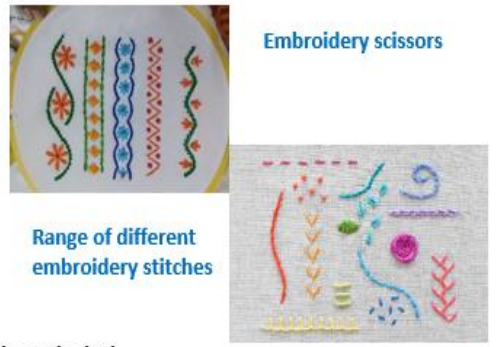 Embroidery scissors
Range of different
embroidery stitches